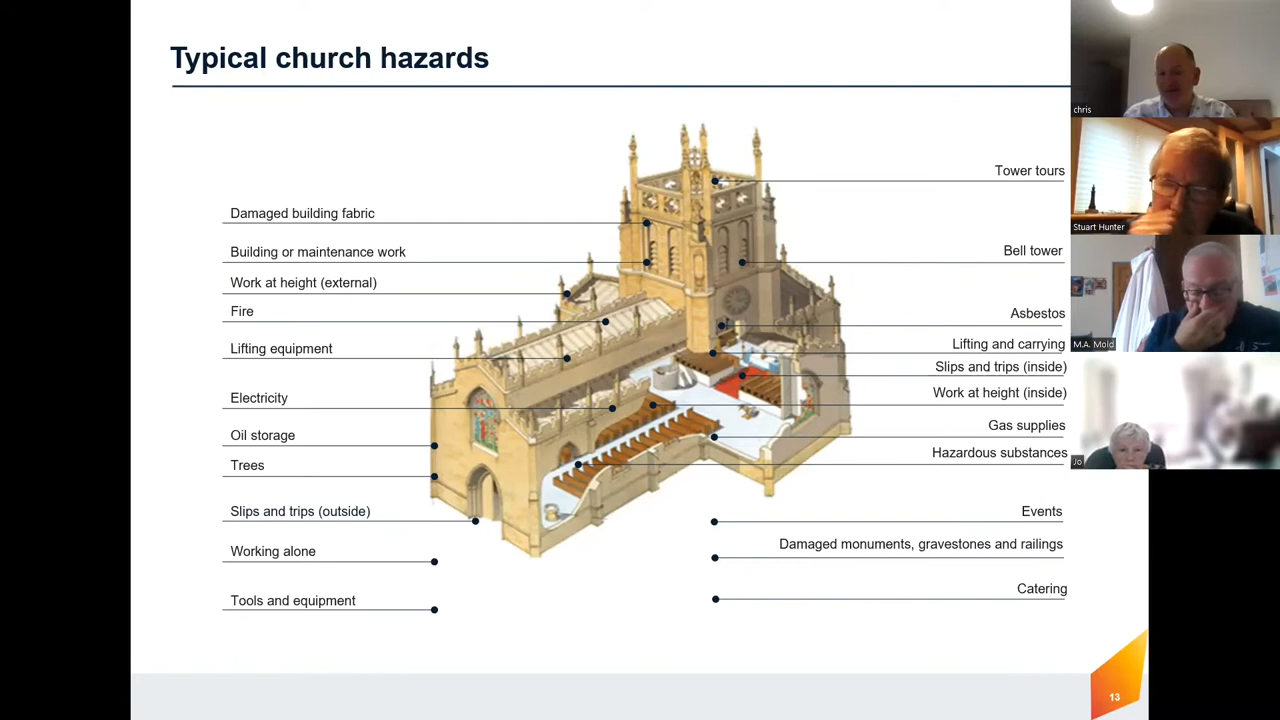 Typical church hazards
Damaged building fabric
Building or maintenance work
Work at height (external)
Fire
Lifting equipment
Electricity
Oil storage
Trees
Slips and trips (outside)
Working alone
Tools and equipment
Tower tours
Bell tower
Asbestos
Lifting and carrying
Slips and trips (inside)
Work at height (inside)
Gas supplies
Hazardous substances
Events
Damaged monuments, gravestones and railings
Catering
13
chris
Stuart Hunter
M.A. Mold
Jo